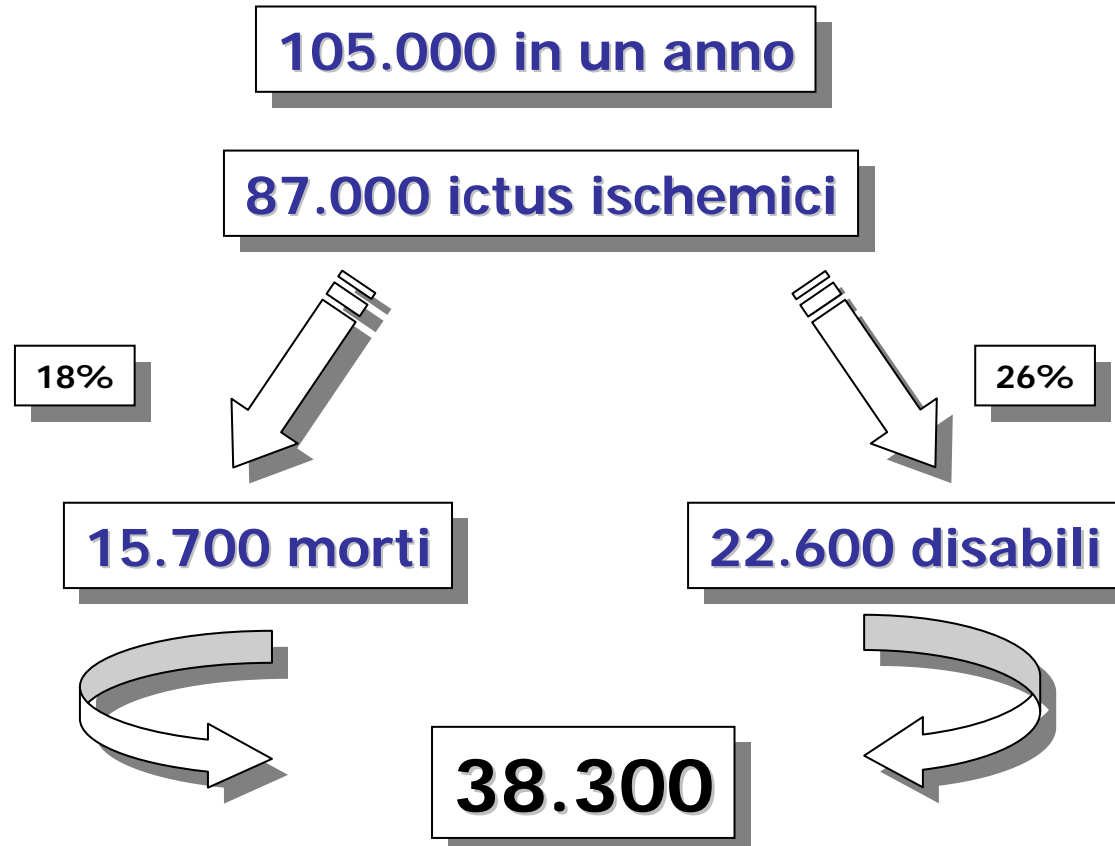 105.000 in un anno
87.000 ictus ischemici
18%
26%
15.700 morti
22.600 disabili
38.300